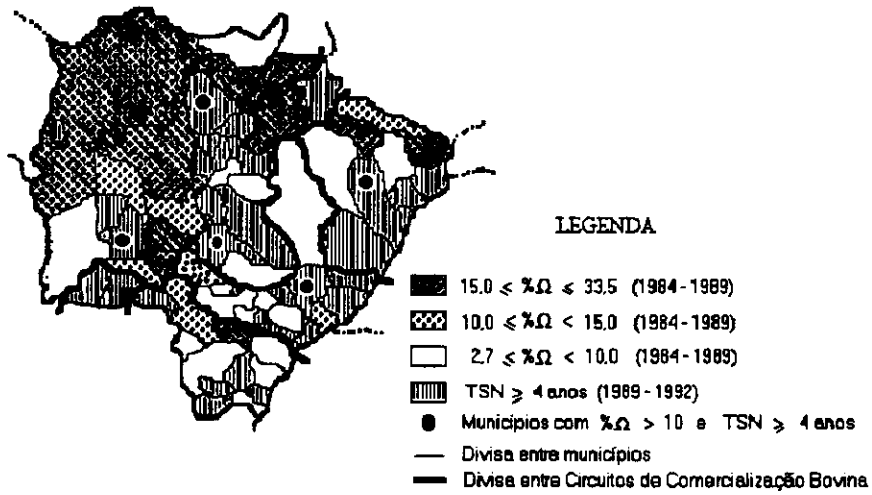 LEGENDA
15.0 ⩽ %Ω ⩽ 33,5 (1984-1989)
10,0 ⩽ %Ω < 15,0 (1984-1989)
2,7 ⩽ %Ω < 10,0 (1984-1989)
TSN ⩾ 4 anos (1989-1992)
Municípios com %Ω > 10 e TSN ⩾ 4 anos
Divisa entre municípios
Divisa entre Circuitos de Comercialização Bovina